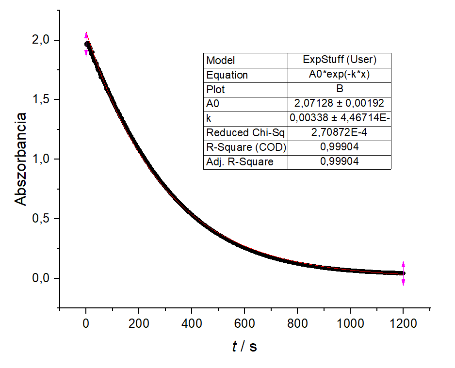 2,0
1,5
1,0
0,5
0,0
Abszorbancia
0
200
400
600
800
1000
1200
t / s
Model ExpStuff (User)
Equation A0*exp(-k*x)
Plot B
A0 2,07128 ± 0,00192
k 0,00338 ± 4,46714E-
Reduced Chi-Sq 2,70872E-4
R-Square (COD) 0,99904
Adj. R-Square 0,99904